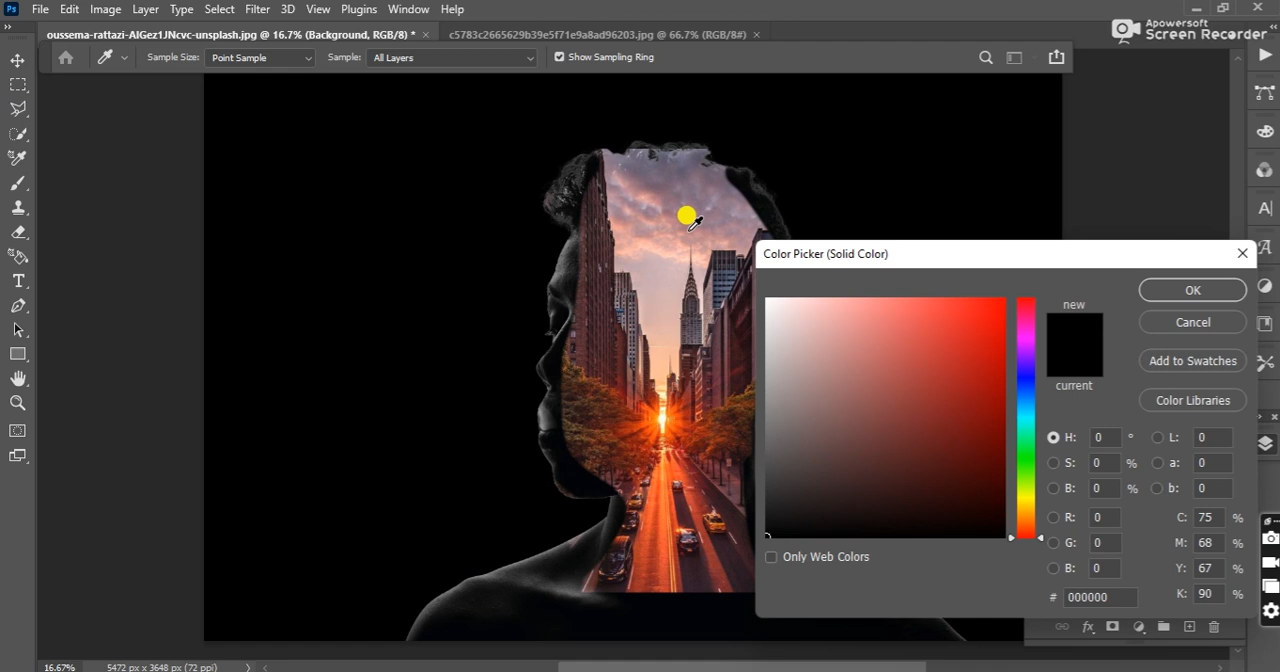 Ps File Edit Image Layer Type Select Filter 3D View Plugins Window Help
Apowersoft
Screen Recorder
oussema-rattazi-AIGez1JNcvc-unsplash.jpg @ 16.7% (Background, RGB/8) *
c5783c2665629b39e5f71e9a8ad96203.jpg @ 66.7% (RGB/8#)
Sample Size: Point Sample Sample: All Layers Show Sampling Ring
Color Picker (Solid Color)
OK
new
Cancel
Add to Swatches
current
Color Libraries
H: 0 ° L: 0
S: 0 % a: 0
B: 0 % b: 0
R: 0 C: 75 %
G: 0 M: 68 %
B: 0 Y: 67 %
Only Web Colors
# 000000 K: 90 %
fx
16.67% 5472 px x 3648 px (72 ppi)